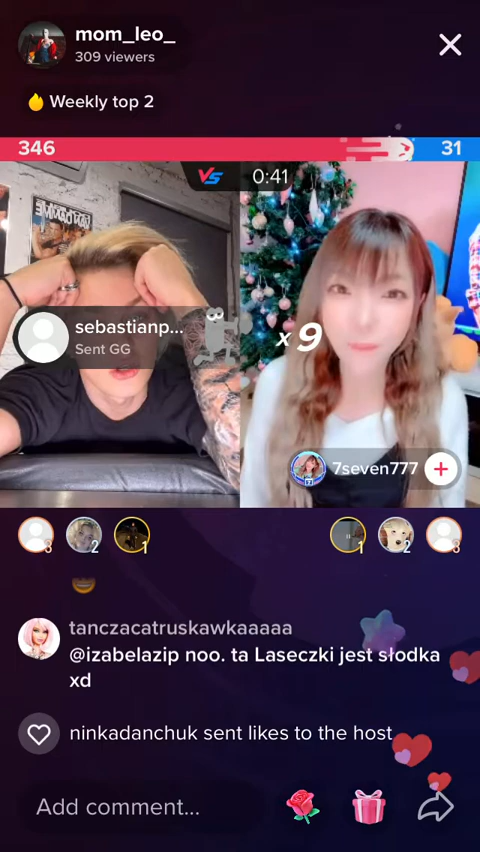 mom_leo_
309 viewers
Weekly top 2
346
31
VS
0:41
sebastianp...
Sent GG
x 9
7seven777
3
2
1
1
2
3
tanczacatruskawkaaaaa
@izabelazip noo. ta Laseczki jest słodka
xd
ninkadanchuk sent likes to the host
Add comment...